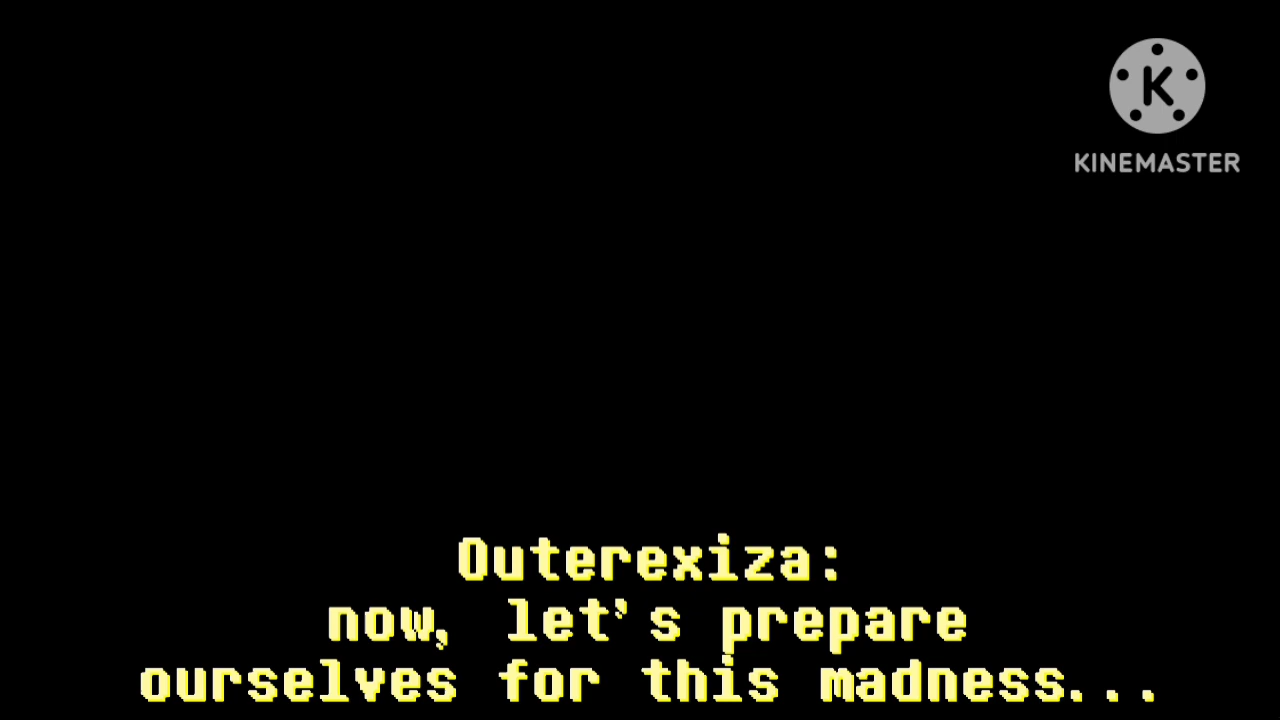 K
KINEMASTER
Outerexiza:
now, let's prepare
ourselves for this madness...